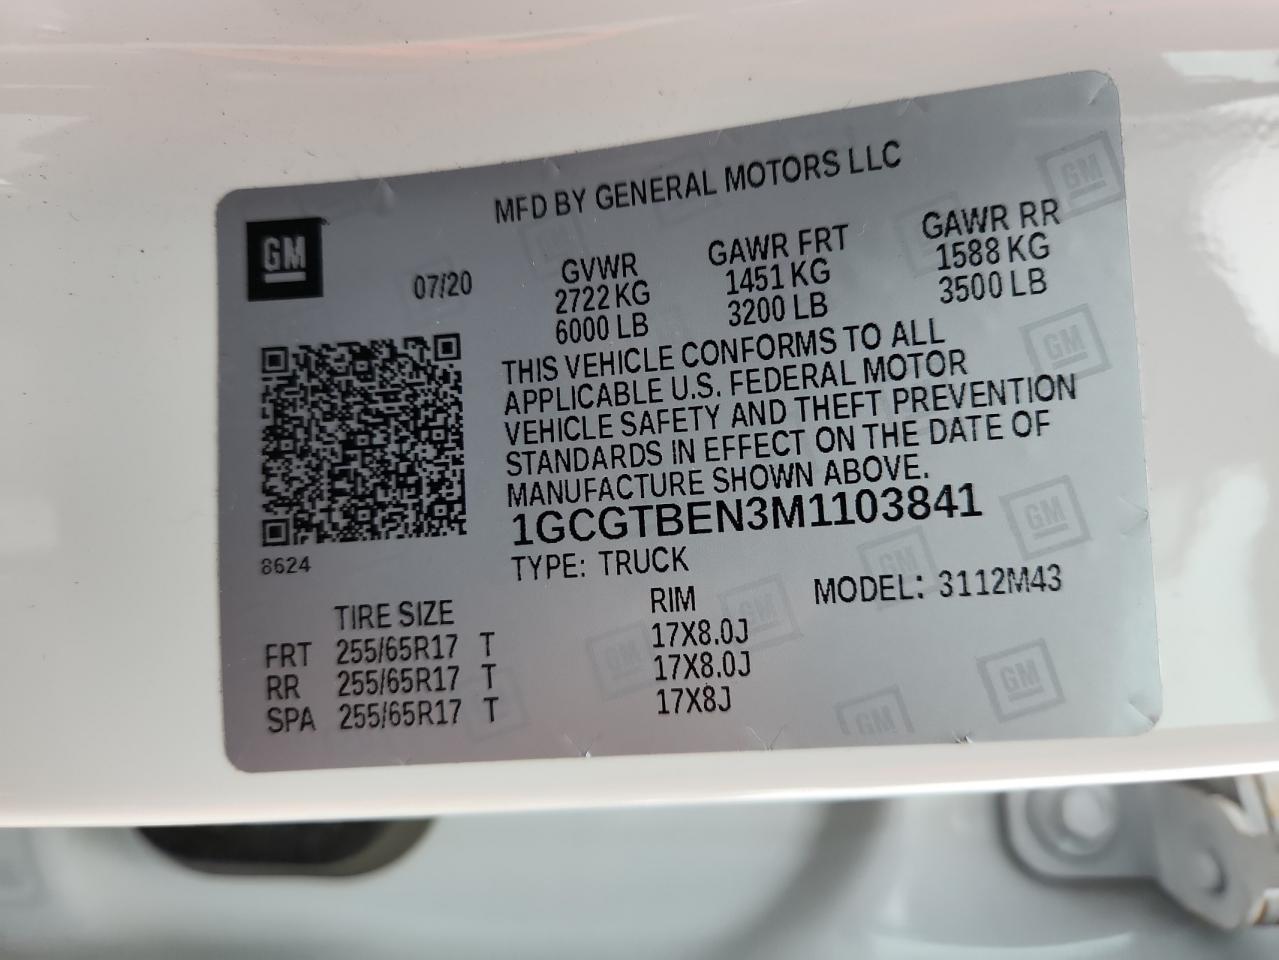 MFD BY GENERAL MOTORS LLC
GM
07/20
GVWR
2722 KG
6000 LB
GAWR FRT
1451 KG
3200 LB
GAWR RR
1588 KG
3500 LB
THIS VEHICLE CONFORMS TO ALL
APPLICABLE U.S. FEDERAL MOTOR
VEHICLE SAFETY AND THEFT PREVENTION
STANDARDS IN EFFECT ON THE DATE OF
MANUFACTURE SHOWN ABOVE.
1GCGTBEN3M1103841
8624
TYPE: TRUCK
MODEL: 3112M43
TIRE SIZE RIM
FRT 255/65R17 T 17X8.0J
RR 255/65R17 T 17X8.0J
SPA 255/65R17 T 17X8J